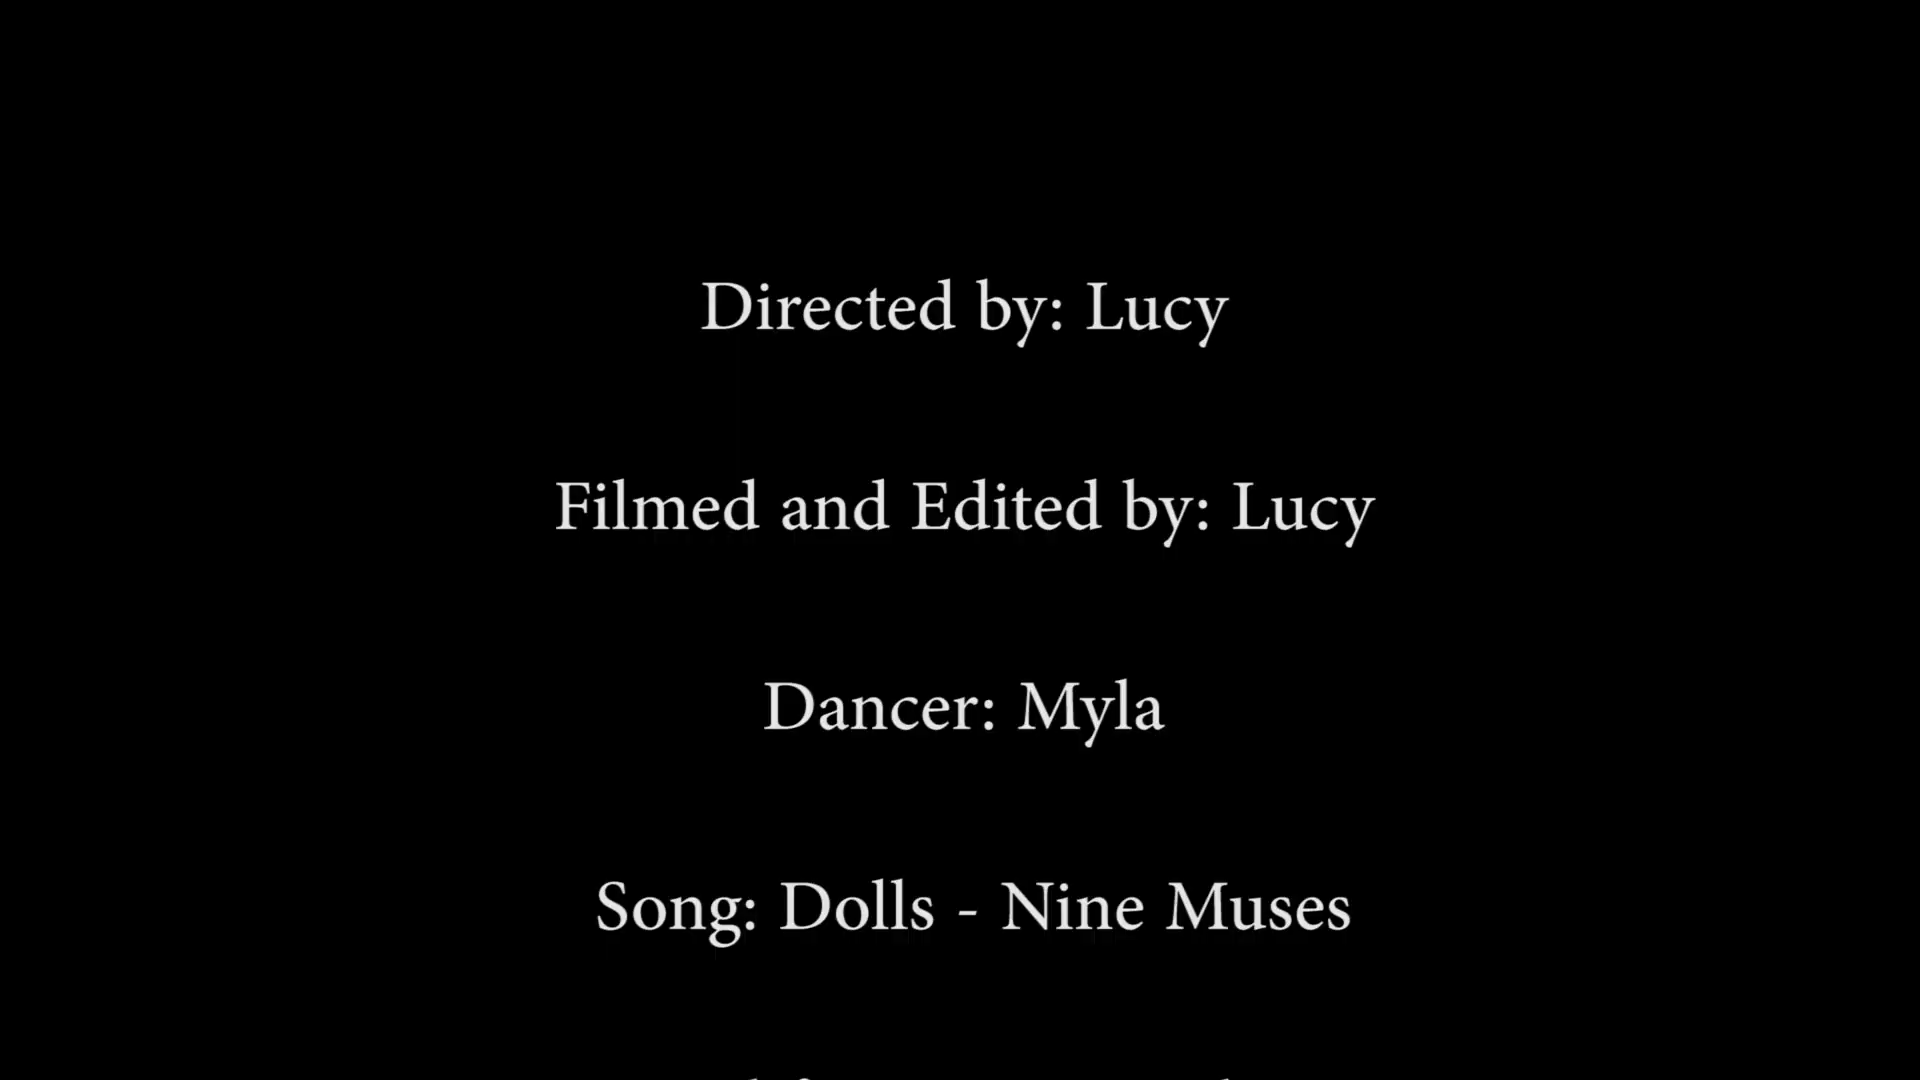 Directed by: Lucy
Filmed and Edited by: Lucy
Dancer: Myla
Song: Dolls - Nine Muses